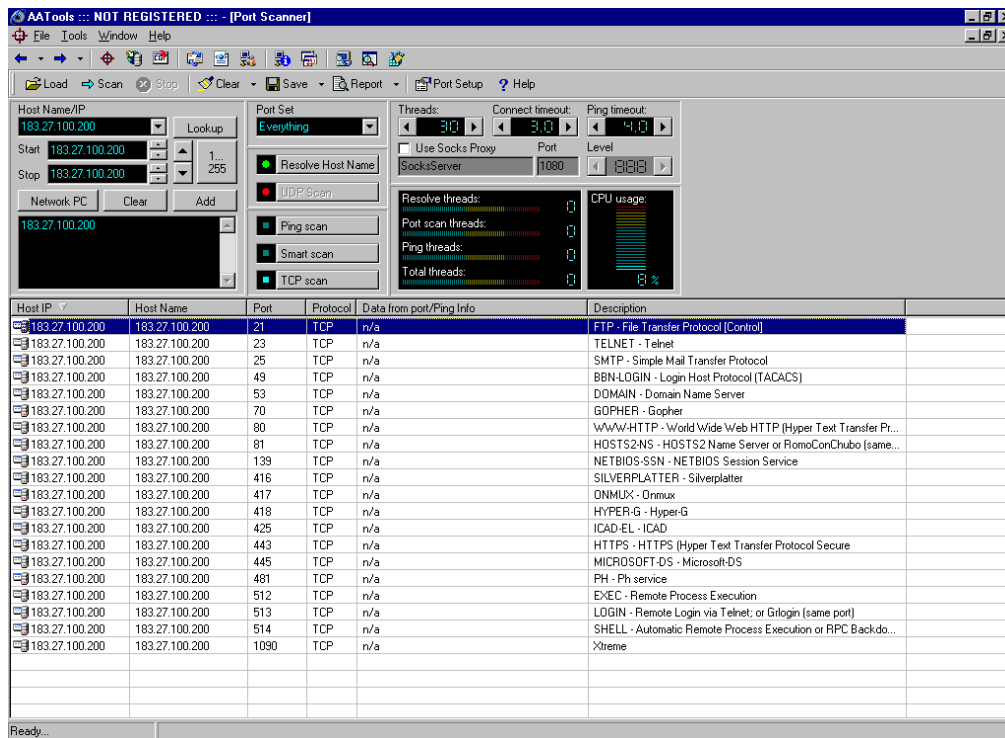 AATools ::: NOT REGISTERED ::: - [Port Scanner]
File Tools Window Help
Load Scan Stop Clear Save Report Port Setup ? Help
Host Name/IP
183.27.100.200 Lookup
Start 183.27.100.200
Stop 183.27.100.200
1... 255
Network PC Clear Add
183.27.100.200
Port Set
Everything
Resolve Host Name
UDP Scan
Ping scan
Smart scan
TCP scan
Threads: Connect timeout: Ping timeout:
30 3.0 4.0
Use Socks Proxy Port Level
SocksServer 1080
Resolve threads: 0
Port scan threads: 0
Ping threads: 0
Total threads: 0
CPU usage:
8 %
Host IP Host Name Port Protocol Data from port/Ping Info Description
183.27.100.200 183.27.100.200 21 TCP n/a FTP - File Transfer Protocol [Control]
183.27.100.200 183.27.100.200 23 TCP n/a TELNET - Telnet
183.27.100.200 183.27.100.200 25 TCP n/a SMTP - Simple Mail Transfer Protocol
183.27.100.200 183.27.100.200 49 TCP n/a BBN-LOGIN - Login Host Protocol (TACACS)
183.27.100.200 183.27.100.200 53 TCP n/a DOMAIN - Domain Name Server
183.27.100.200 183.27.100.200 70 TCP n/a GOPHER - Gopher
183.27.100.200 183.27.100.200 80 TCP n/a WWW-HTTP - World Wide Web HTTP (Hyper Text Transfer Pr...
183.27.100.200 183.27.100.200 81 TCP n/a HOSTS2-NS - HOSTS2 Name Server or RomoConChubo (same...
183.27.100.200 183.27.100.200 139 TCP n/a NETBIOS-SSN - NETBIOS Session Service
183.27.100.200 183.27.100.200 416 TCP n/a SILVERPLATTER - Silverplatter
183.27.100.200 183.27.100.200 417 TCP n/a ONMUX - Onmux
183.27.100.200 183.27.100.200 418 TCP n/a HYPER-G - Hyper-G
183.27.100.200 183.27.100.200 425 TCP n/a ICAD-EL - ICAD
183.27.100.200 183.27.100.200 443 TCP n/a HTTPS - HTTPS (Hyper Text Transfer Protocol Secure
183.27.100.200 183.27.100.200 445 TCP n/a MICROSOFT-DS - Microsoft-DS
183.27.100.200 183.27.100.200 481 TCP n/a PH - Ph service
183.27.100.200 183.27.100.200 512 TCP n/a EXEC - Remote Process Execution
183.27.100.200 183.27.100.200 513 TCP n/a LOGIN - Remote Login via Telnet; or Grlogin (same port)
183.27.100.200 183.27.100.200 514 TCP n/a SHELL - Automatic Remote Process Execution or RPC Backdo...
183.27.100.200 183.27.100.200 1090 TCP n/a Xtreme
Ready...